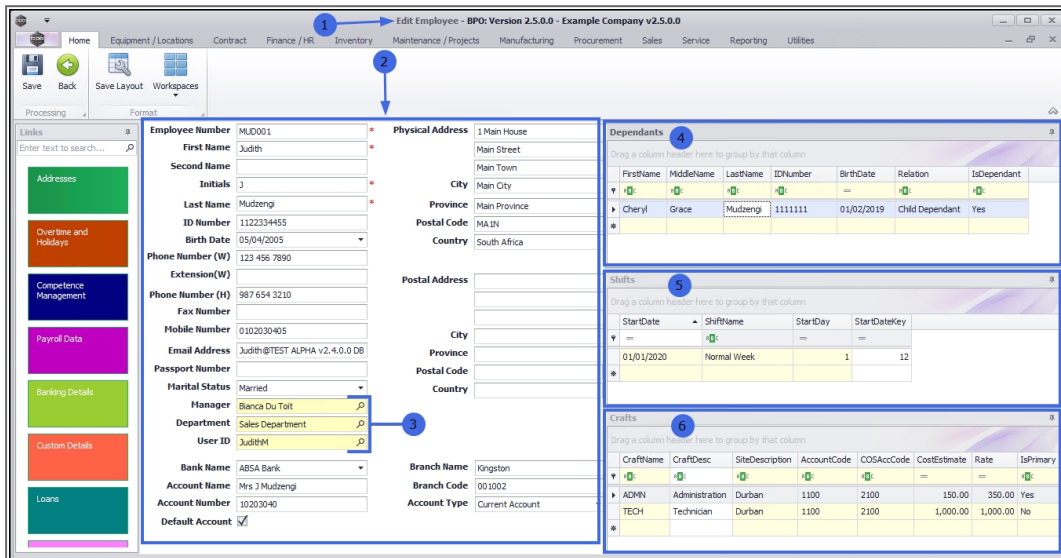 1
Edit Employee - BPO: Version 2.5.0.0 - Example Company v2.5.0.0
Home Equipment / Locations Contract Finance / HR Inventory Maintenance / Projects Manufacturing Procurement Sales Service Reporting Utilities
2
Save Back Save Layout Workspaces
Processing Format
Links
Enter text to search...
Addresses
Overtime and
Holidays
Competence
Management
Payroll Data
Banking Details
Custom Details
Loans
Employee Number MUD001 *
First Name Judith *
Second Name
Initials J *
Last Name Mudzengi *
ID Number 1122334455
Birth Date 05/04/2005
Phone Number (W) 123 456 7890
Extension(W)
Phone Number (H) 987 654 3210
Fax Number
Mobile Number 0102030405
Email Address Judith@TEST ALPHA v2.4.0.0 DB
Passport Number
Marital Status Married
Manager Bianca Du Toit
Department Sales Department
User ID JudithM
3
Bank Name ABSA Bank
Account Name Mrs J Mudzengi
Account Number 10203040
Default Account
Physical Address 1 Main House
Main Street
Main Town
City Main City
Province Main Province
Postal Code MA1N
Country South Africa
Postal Address
City
Province
Postal Code
Country
Branch Name Kingston
Branch Code 001002
Account Type Current Account
Dependants
4
Drag a column header here to group by that column
FirstName MiddleName LastName IDNumber BirthDate Relation IsDependant
Cheryl Grace Mudzengi 1111111 01/02/2019 Child Dependant Yes
Shifts
5
Drag a column header here to group by that column
StartDate ShiftName StartDay StartDateKey
01/01/2020 Normal Week 1 12
Crafts
6
Drag a column header here to group by that column
CraftName CraftDesc SiteDescription AccountCode COSAccCode CostEstimate Rate IsPrimary
ADMN Administration Durban 1100 2100 150.00 350.00 Yes
TECH Technician Durban 1100 2100 1,000.00 1,000.00 No